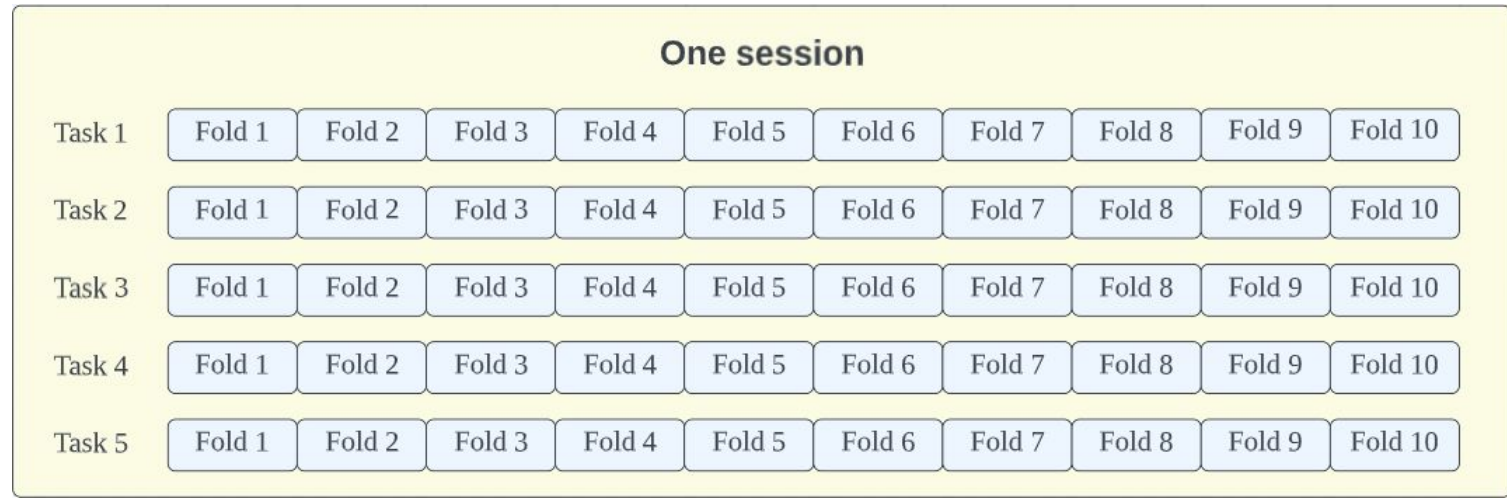 One session
Task 1 Fold 1 Fold 2 Fold 3 Fold 4 Fold 5 Fold 6 Fold 7 Fold 8 Fold 9 Fold 10
Task 2 Fold 1 Fold 2 Fold 3 Fold 4 Fold 5 Fold 6 Fold 7 Fold 8 Fold 9 Fold 10
Task 3 Fold 1 Fold 2 Fold 3 Fold 4 Fold 5 Fold 6 Fold 7 Fold 8 Fold 9 Fold 10
Task 4 Fold 1 Fold 2 Fold 3 Fold 4 Fold 5 Fold 6 Fold 7 Fold 8 Fold 9 Fold 10
Task 5 Fold 1 Fold 2 Fold 3 Fold 4 Fold 5 Fold 6 Fold 7 Fold 8 Fold 9 Fold 10